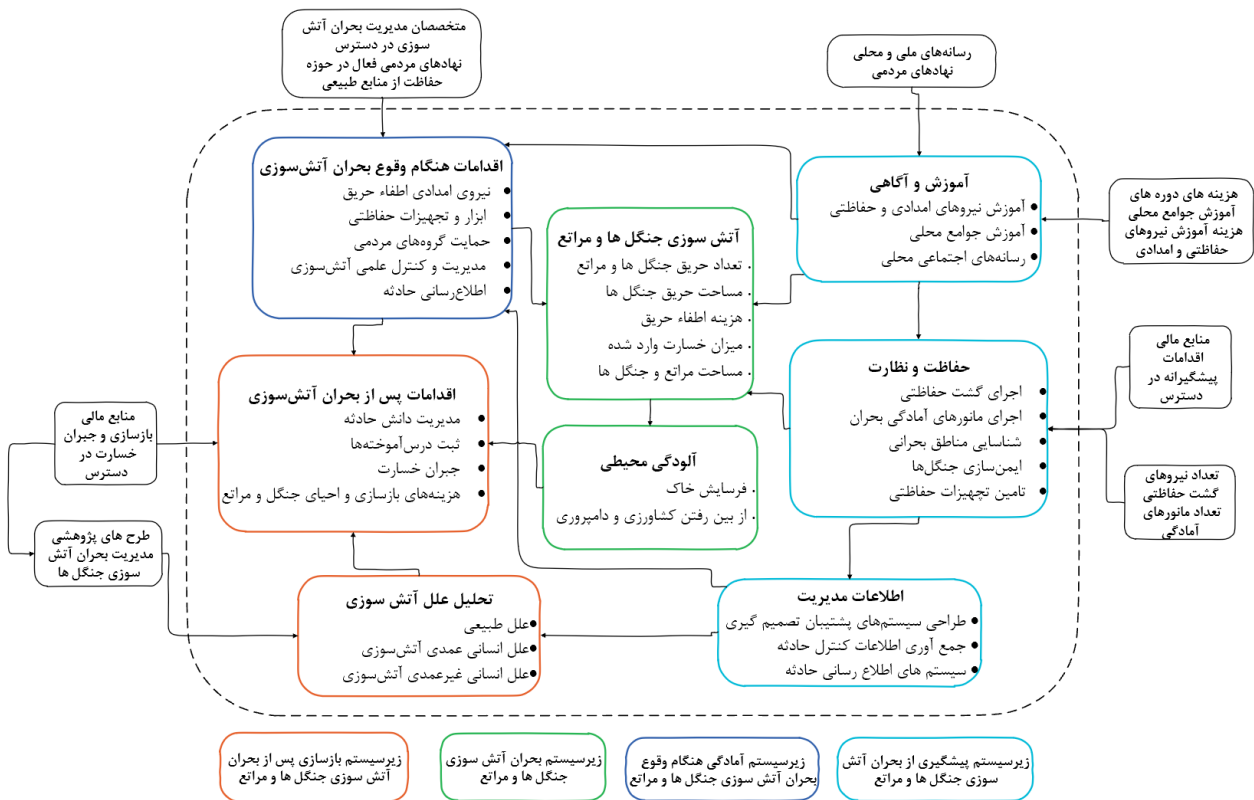 متخصصان مدیریت بحران آتش
سوزی در دسترس
نهادهای مردمی فعال در حوزه
حفاظت از منابع طبیعی
رسانه‌های ملی و محلی
نهادهای مردمی
اقدامات هنگام وقوع بحران آتش‌سوزی
● نیروی امدادی اطفاء حریق
● ابزار و تجهیزات حفاظتی
● حمایت گروه‌های مردمی
● مدیریت و کنترل علمی آتش‌سوزی
● اطلاع‌رسانی حادثه
آموزش و آگاهی
● آموزش نیروهای امدادی و حفاظتی
● آموزش جوامع محلی
● رسانه‌های اجتماعی محلی
هزینه های دوره های
آموزش جوامع محلی
هزینه آموزش نیروهای
حفاظتی و امدادی
آتش سوزی جنگل ها و مراتع
. تعداد حریق جنگل ها و مراتع
. مساحت حریق جنگل ها
. هزینه اطفاء حریق
. میزان خسارت وارد شده
. مساحت مراتع و جنگل ها
حفاظت و نظارت
● اجرای گشت حفاظتی
● اجرای مانورهای آمادگی بحران
● شناسایی مناطق بحرانی
● ایمن‌سازی جنگل‌ها
● تامین تچهیزات حفاظتی
منابع مالی
اقدامات
پیشگیرانه در
دسترس
تعداد نیروهای
گشت حفاظتی
تعداد مانورهای
آمادگی
اقدامات پس از بحران آتش‌سوزی
● مدیریت دانش حادثه
● ثبت درس‌آموخته‌ها
● جبران خسارت
● هزینه‌های بازسازی و احیای جنگل و مراتع
منابع مالی
بازسازی و جبران
خسارت در
دسترس
آلودگی محیطی
. فرسایش خاک
. از بین رفتن کشاورزی و دامپروری
طرح های پژوهشی
مدیریت بحران آتش
سوزی جنگل ها
تحلیل علل آتش سوزی
● علل طبیعی
● علل انسانی عمدی آتش‌سوزی
● علل انسانی غیرعمدی آتش‌سوزی
اطلاعات مدیریت
● طراحی سیستم‌های پشتیبان تصمیم گیری
● جمع آوری اطلاعات کنترل حادثه
● سیستم های اطلاع رسانی حادثه
زیرسیستم پیشگیری از بحران آتش
سوزی جنگل ها و مراتع
زیرسیستم آمادگی هنگام وقوع
بحران آتش سوزی جنگل ها و مراتع
زیرسیستم بحران آتش سوزی
جنگل ها و مراتع
زیرسیستم بازسازی پس از بحران
آتش سوزی جنگل ها و مراتع